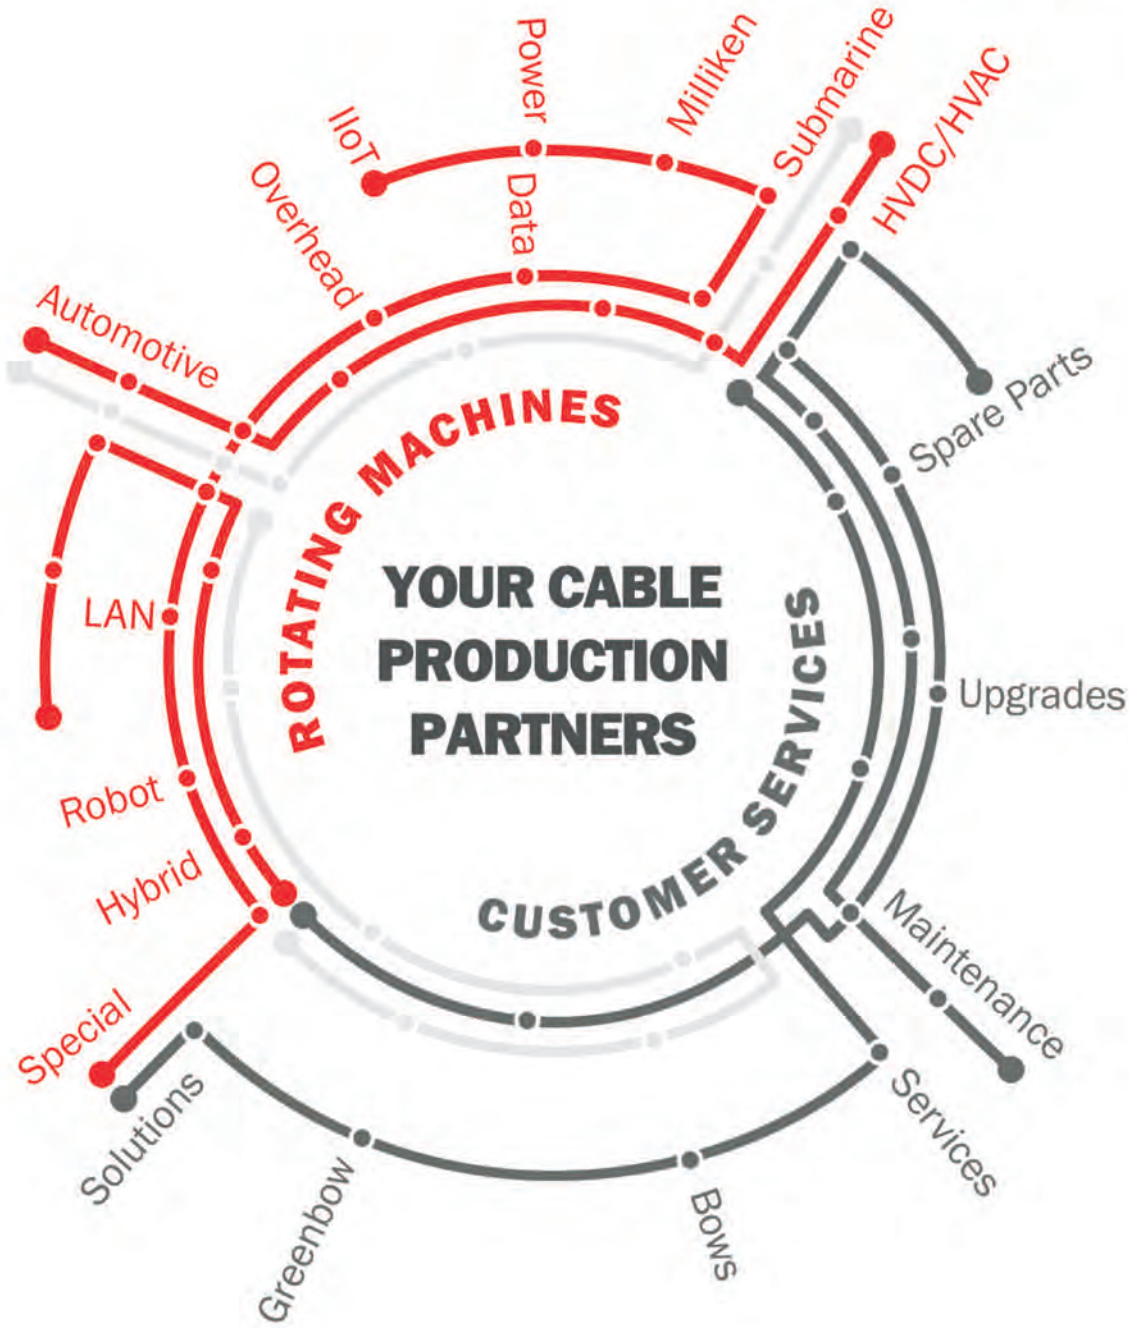 Power
Milliken
Submarine
HVDC/HVAC
IIoT
Overhead
Data
Automotive
LAN
Robot
Hybrid
Special
ROTATING MACHINES
YOUR CABLE
PRODUCTION
PARTNERS
CUSTOMER SERVICES
Spare Parts
Upgrades
Maintenance
Services
Bows
Greenbow
Solutions